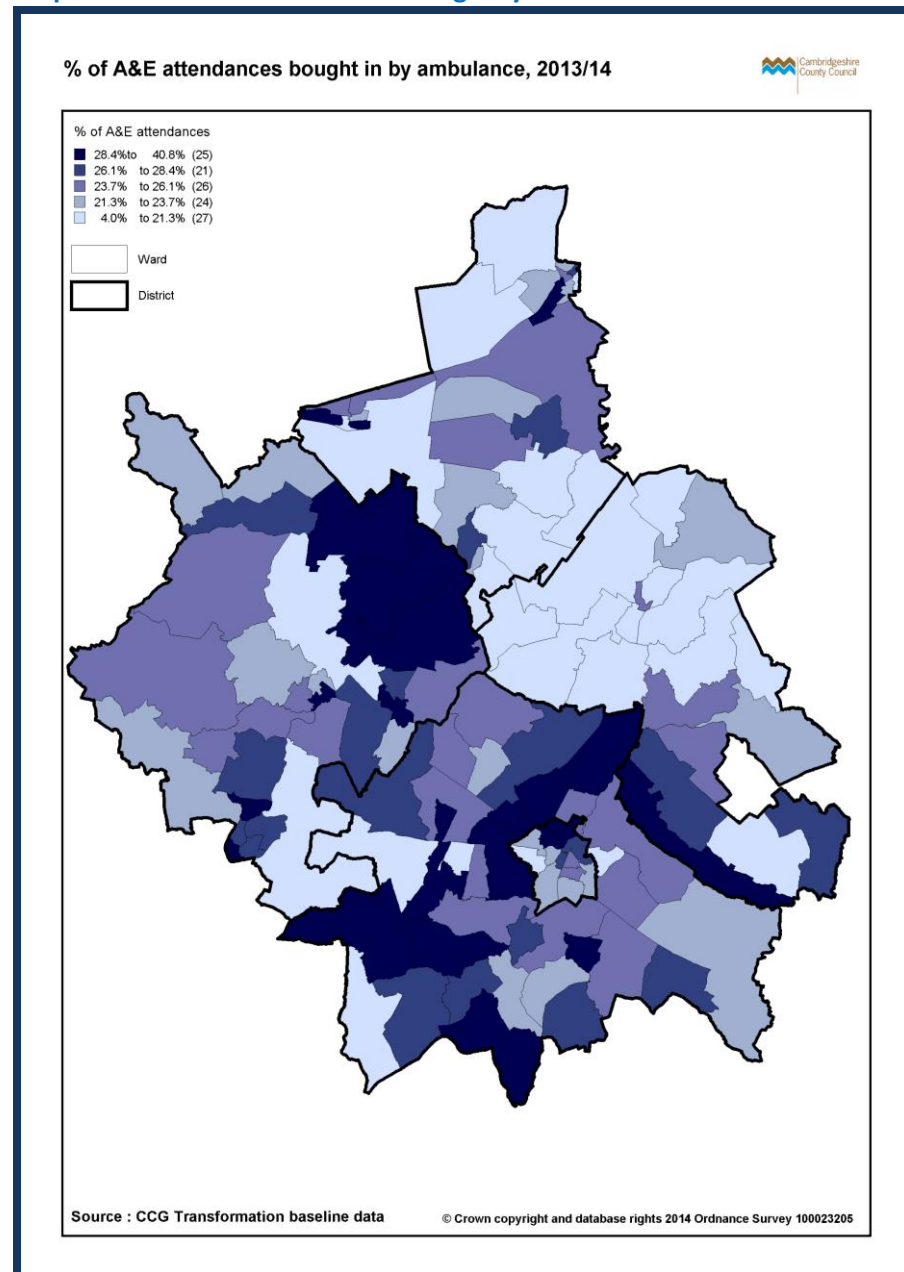 % of A&E attendances bought in by ambulance, 2013/14
Cambridgeshire
County Council
% of A&E attendances
28.4%to 40.8% (25)
26.1% to 28.4% (21)
23.7% to 26.1% (26)
21.3% to 23.7% (24)
4.0% to 21.3% (27)
Ward
District
Source : CCG Transformation baseline data
© Crown copyright and database rights 2014 Ordnance Survey 100023205